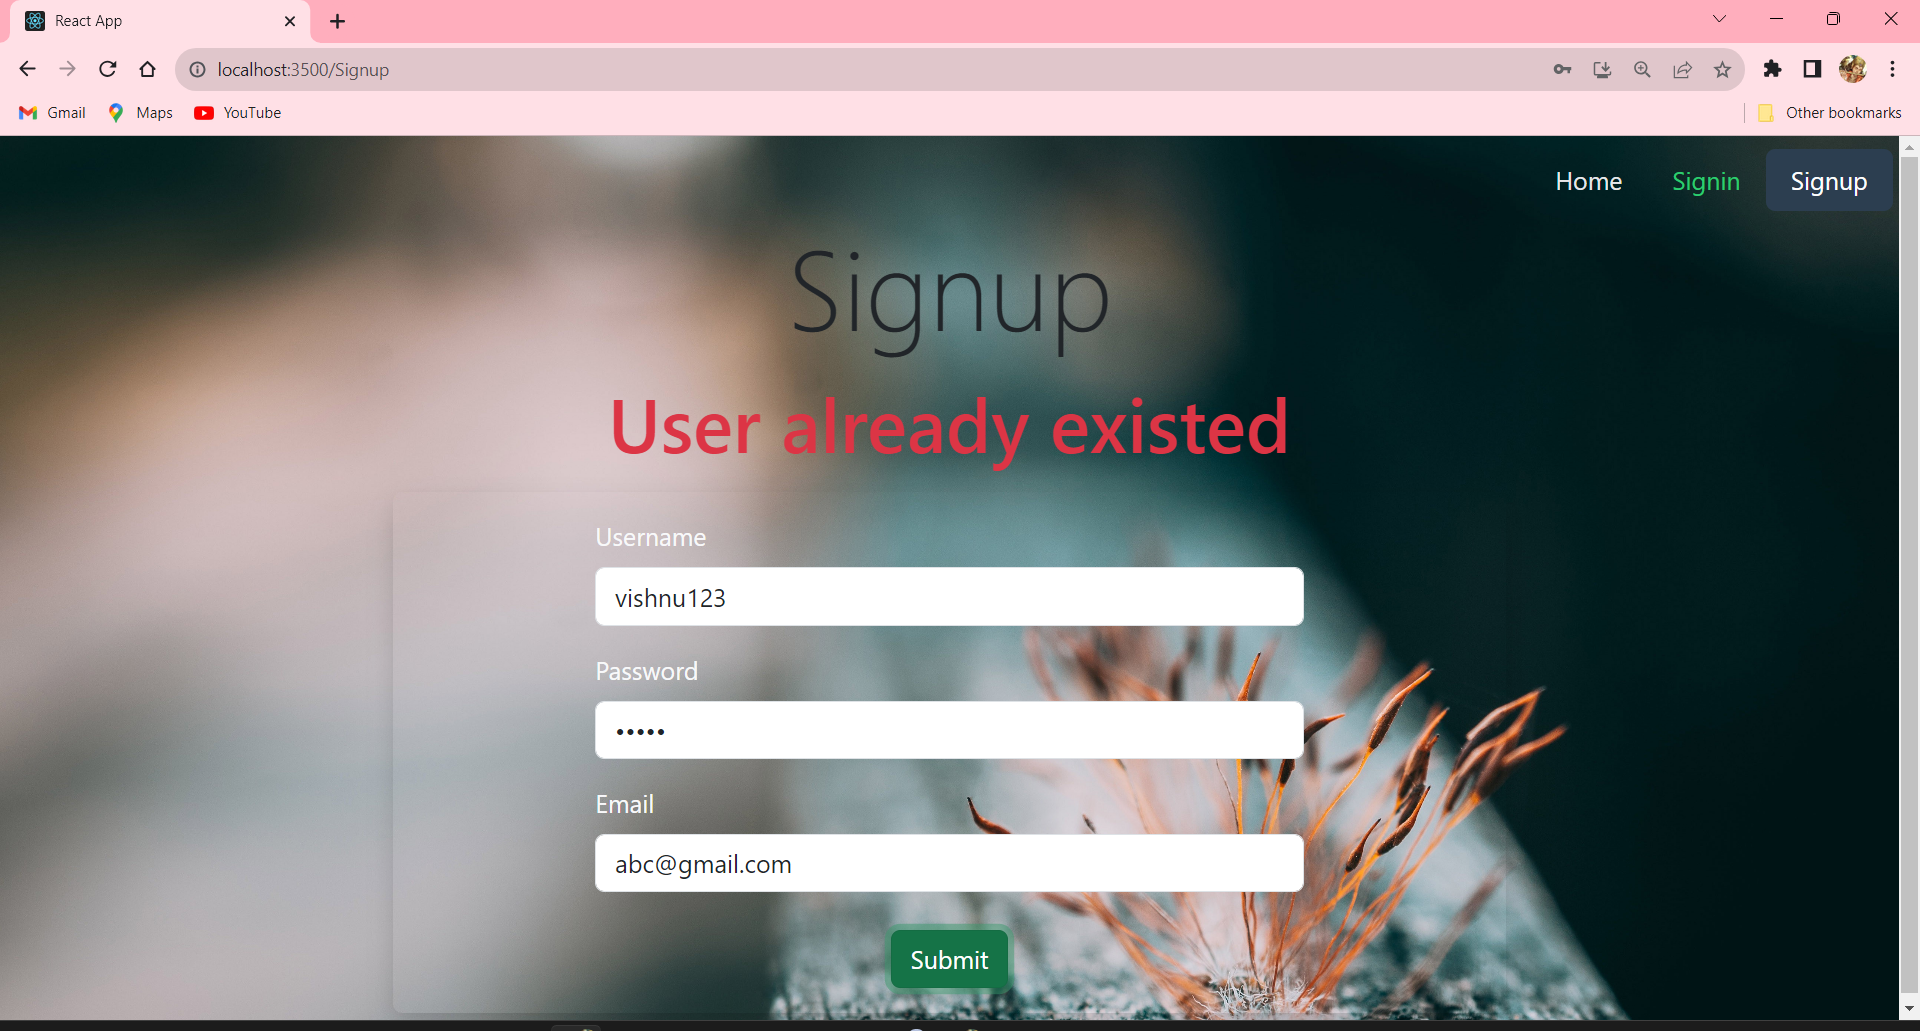 React App
localhost:3500/Signup
Gmail Maps YouTube Other bookmarks
Home Signin Signup
Signup
User already existed
Username
vishnu123
Password
•••••
Email
abc@gmail.com
Submit